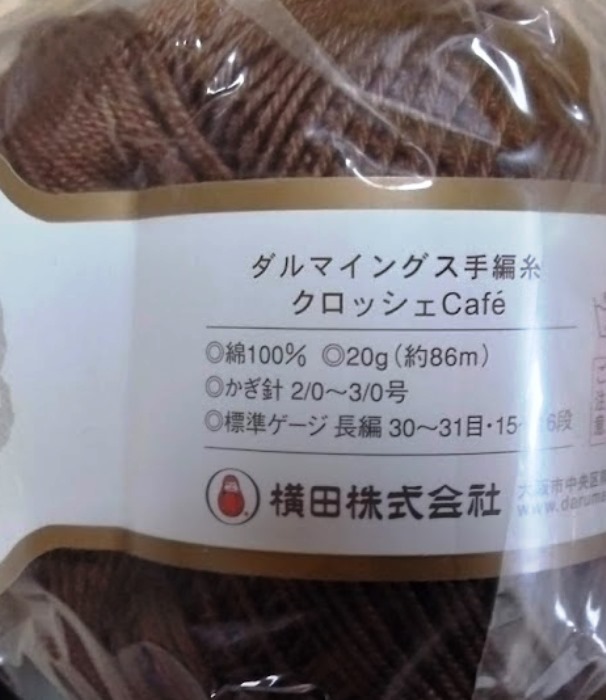 ダルマイングス手編糸
クロッシェCafé
◎綿100% ◎20g(約86m)
◎かぎ針 2/0〜3/0号
◎標準ゲージ 長編 30〜31目・15 6段
横田株式会社
大阪市中央区
www.daruma